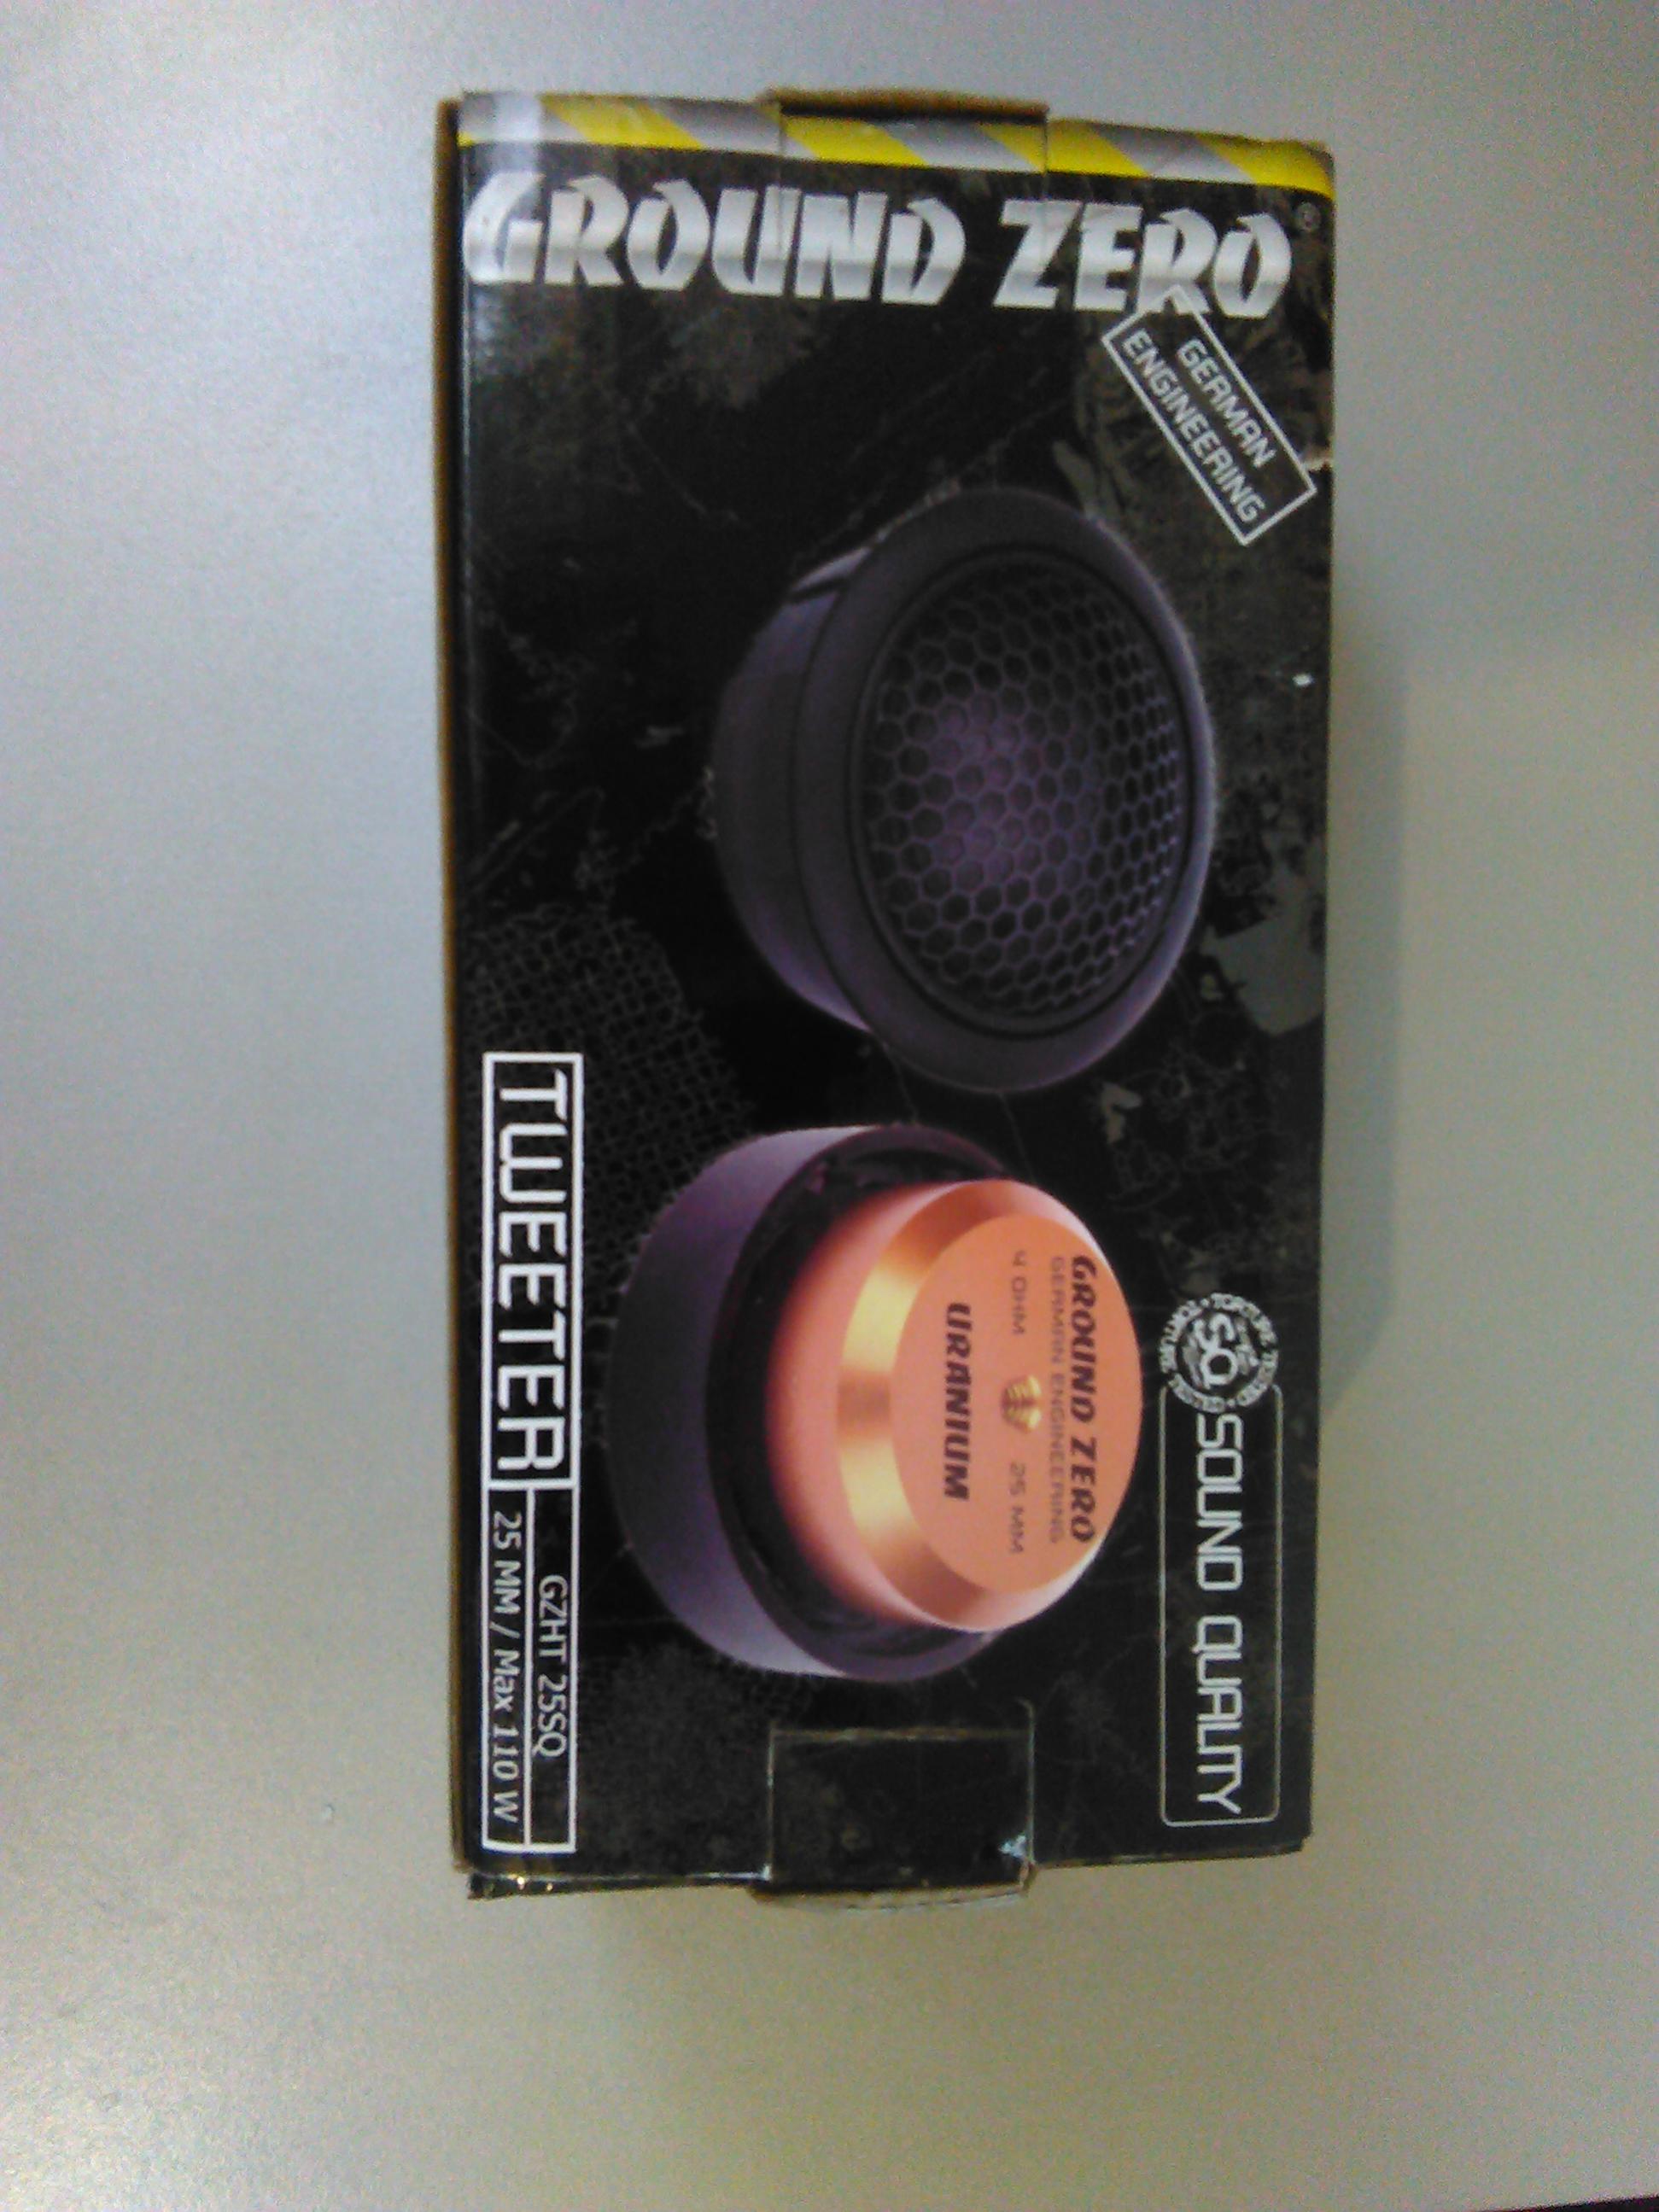 GROUND ZERO®
GERMAN
ENGINEERING
GROUND ZERO
GERMAN ENGINEERING
4 OHM 25 MM
URANIUM
SQ
SOUND QUALITY
TWEETER
GZHT 25SQ
25 MM / Max 110 W